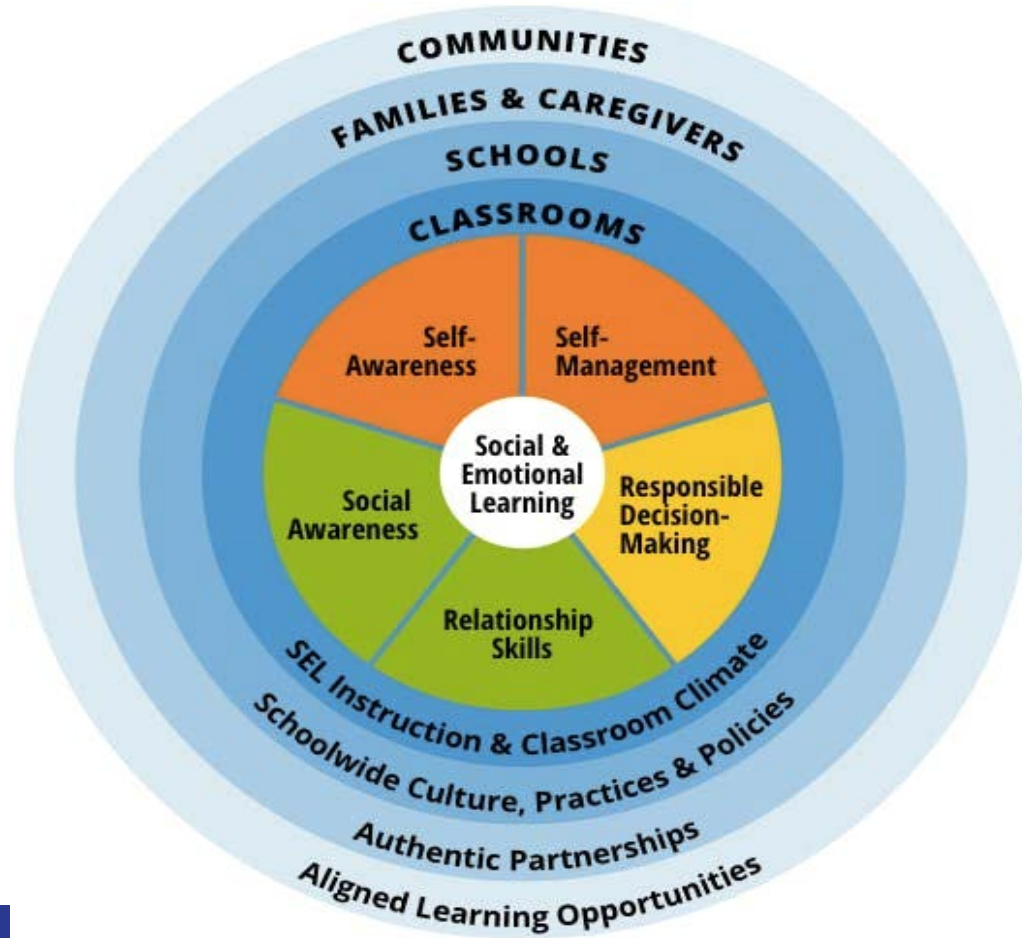 COMMUNITIES
FAMILIES & CAREGIVERS
SCHOOLS
CLASSROOMS
Self-
Awareness
Self-
Management
Social &
Emotional
Learning
Social
Awareness
Responsible
Decision-
Making
Relationship
Skills
SEL Instruction & Classroom Climate
Schoolwide Culture, Practices & Policies
Authentic Partnerships
Aligned Learning Opportunities